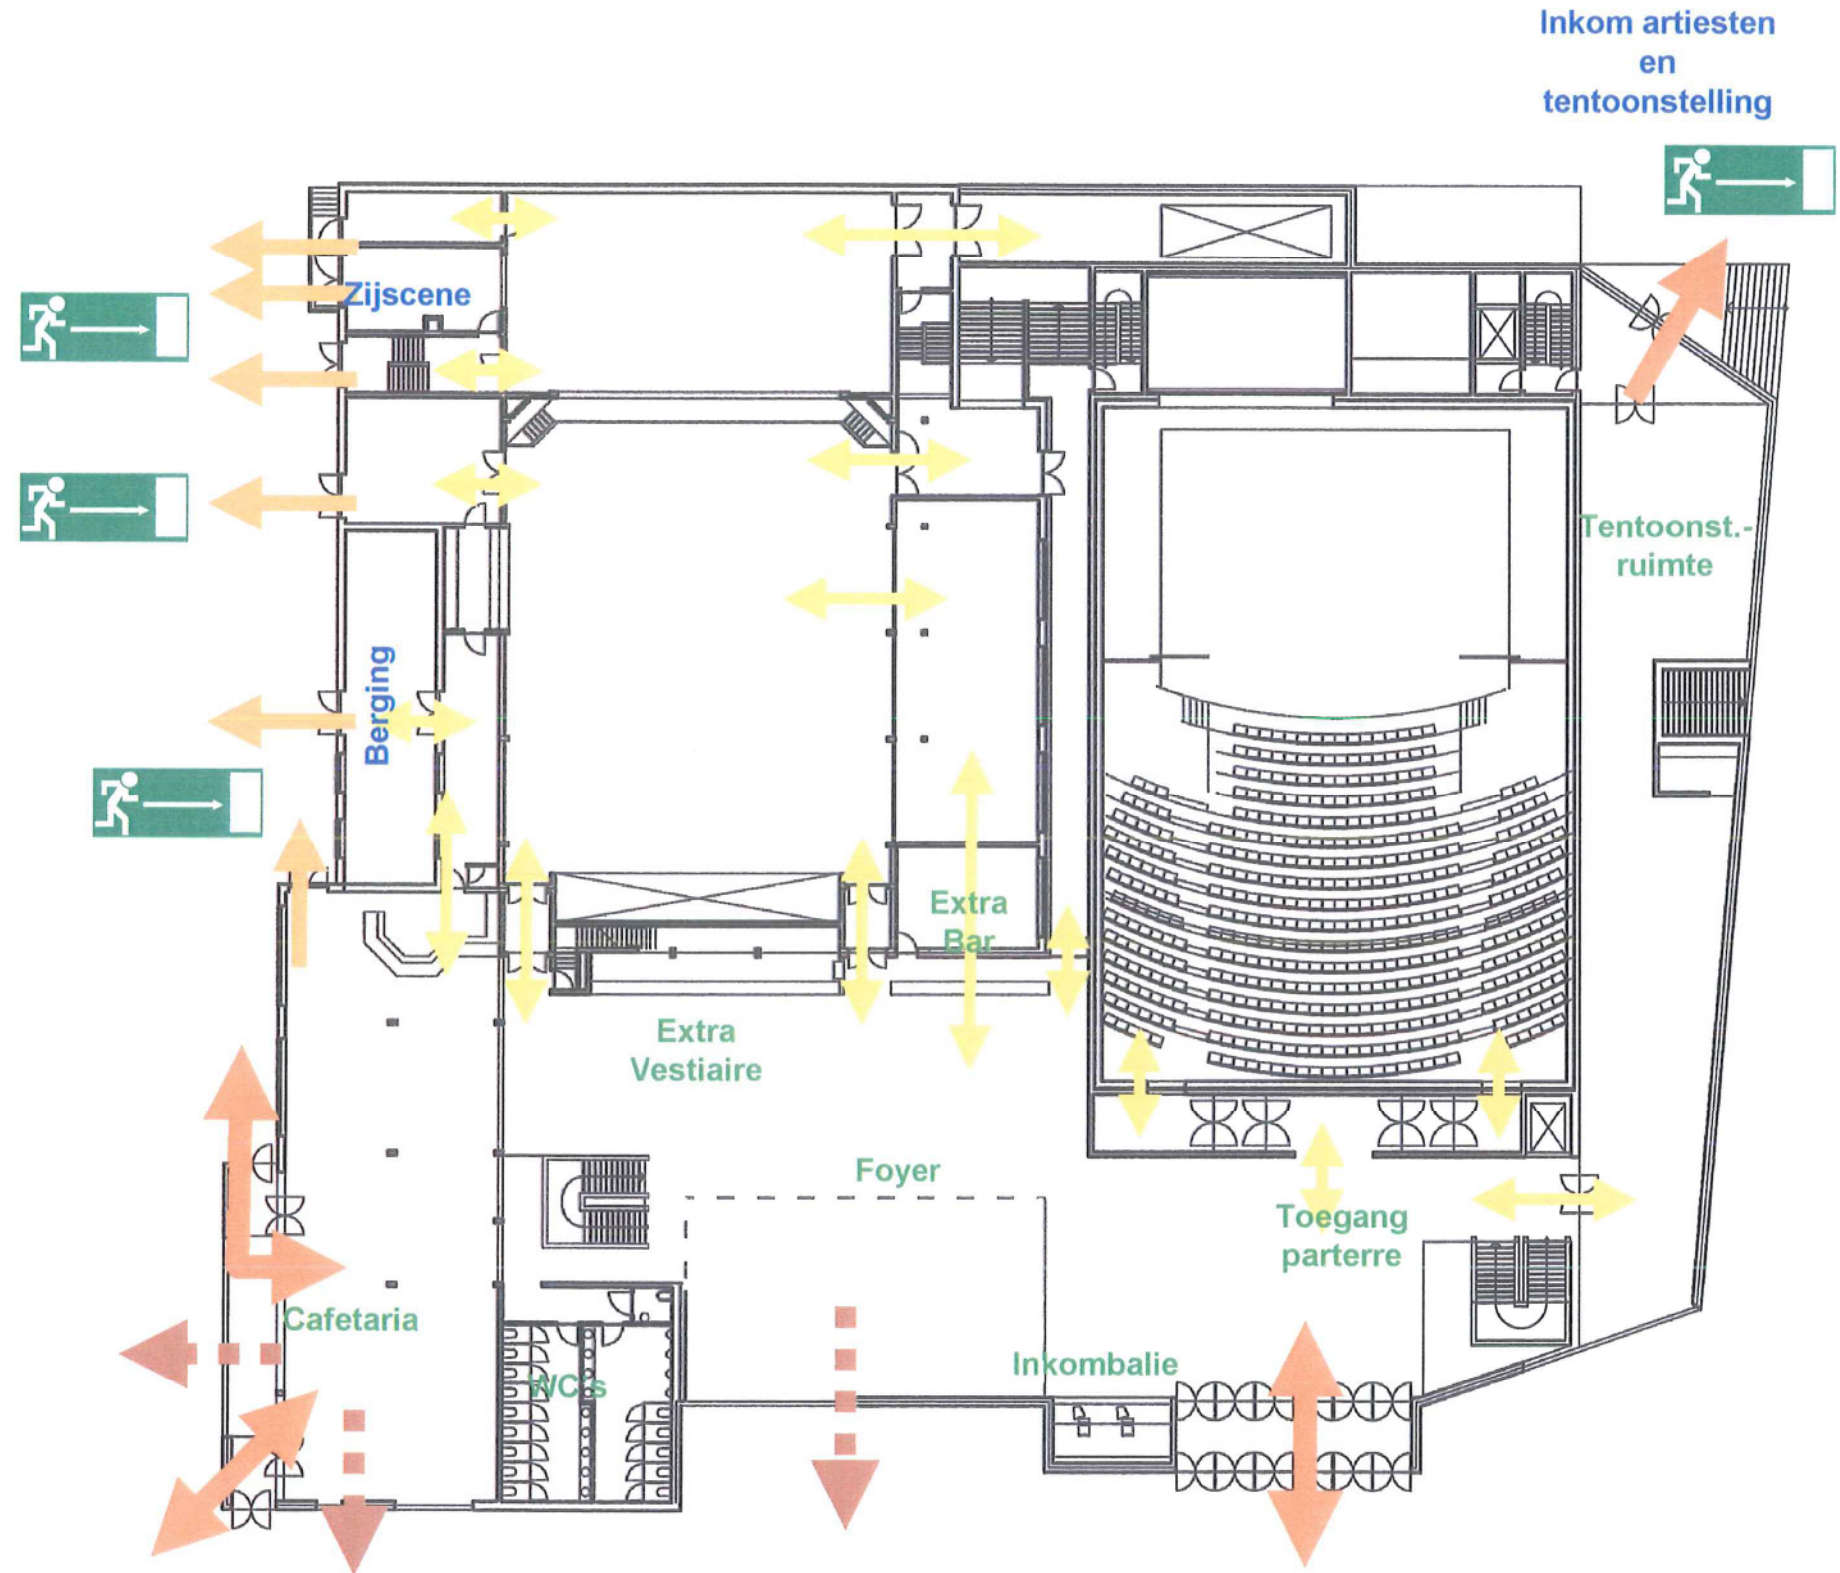 Inkom artiesten
en
tentoonstelling
Zijscene
Tentoonst.-
ruimte
Berging
Extra
Bar
Extra
Vestiaire
Foyer
Toegang
parterre
Cafetaria
Inkombalie
WC's